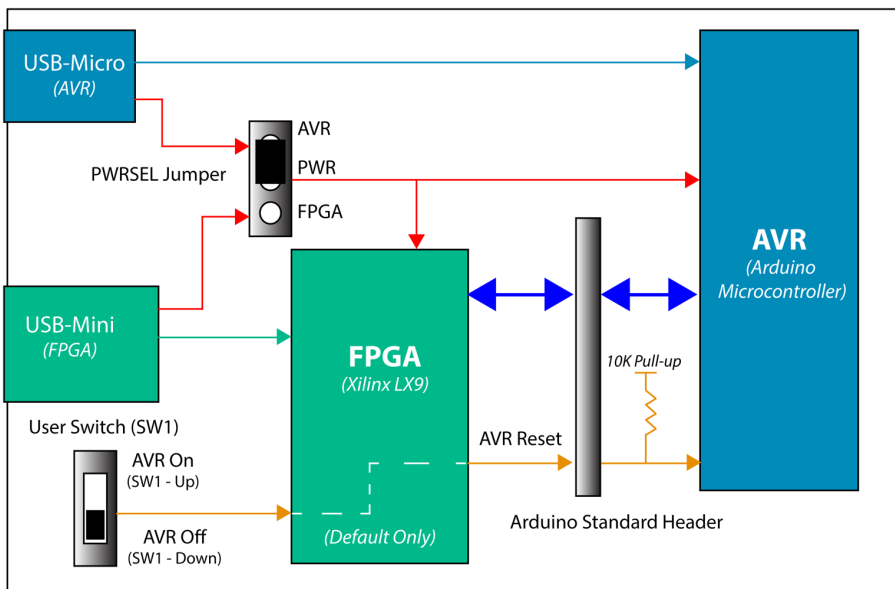 USB-Micro
(AVR)
AVR
PWRSEL Jumper
PWR
FPGA
AVR
(Arduino
Microcontroller)
USB-Mini
(FPGA)
FPGA
(Xilinx LX9)
10K Pull-up
User Switch (SW1)
AVR On
(SW1 - Up)
AVR Reset
AVR Off
(SW1 - Down)
(Default Only)
Arduino Standard Header